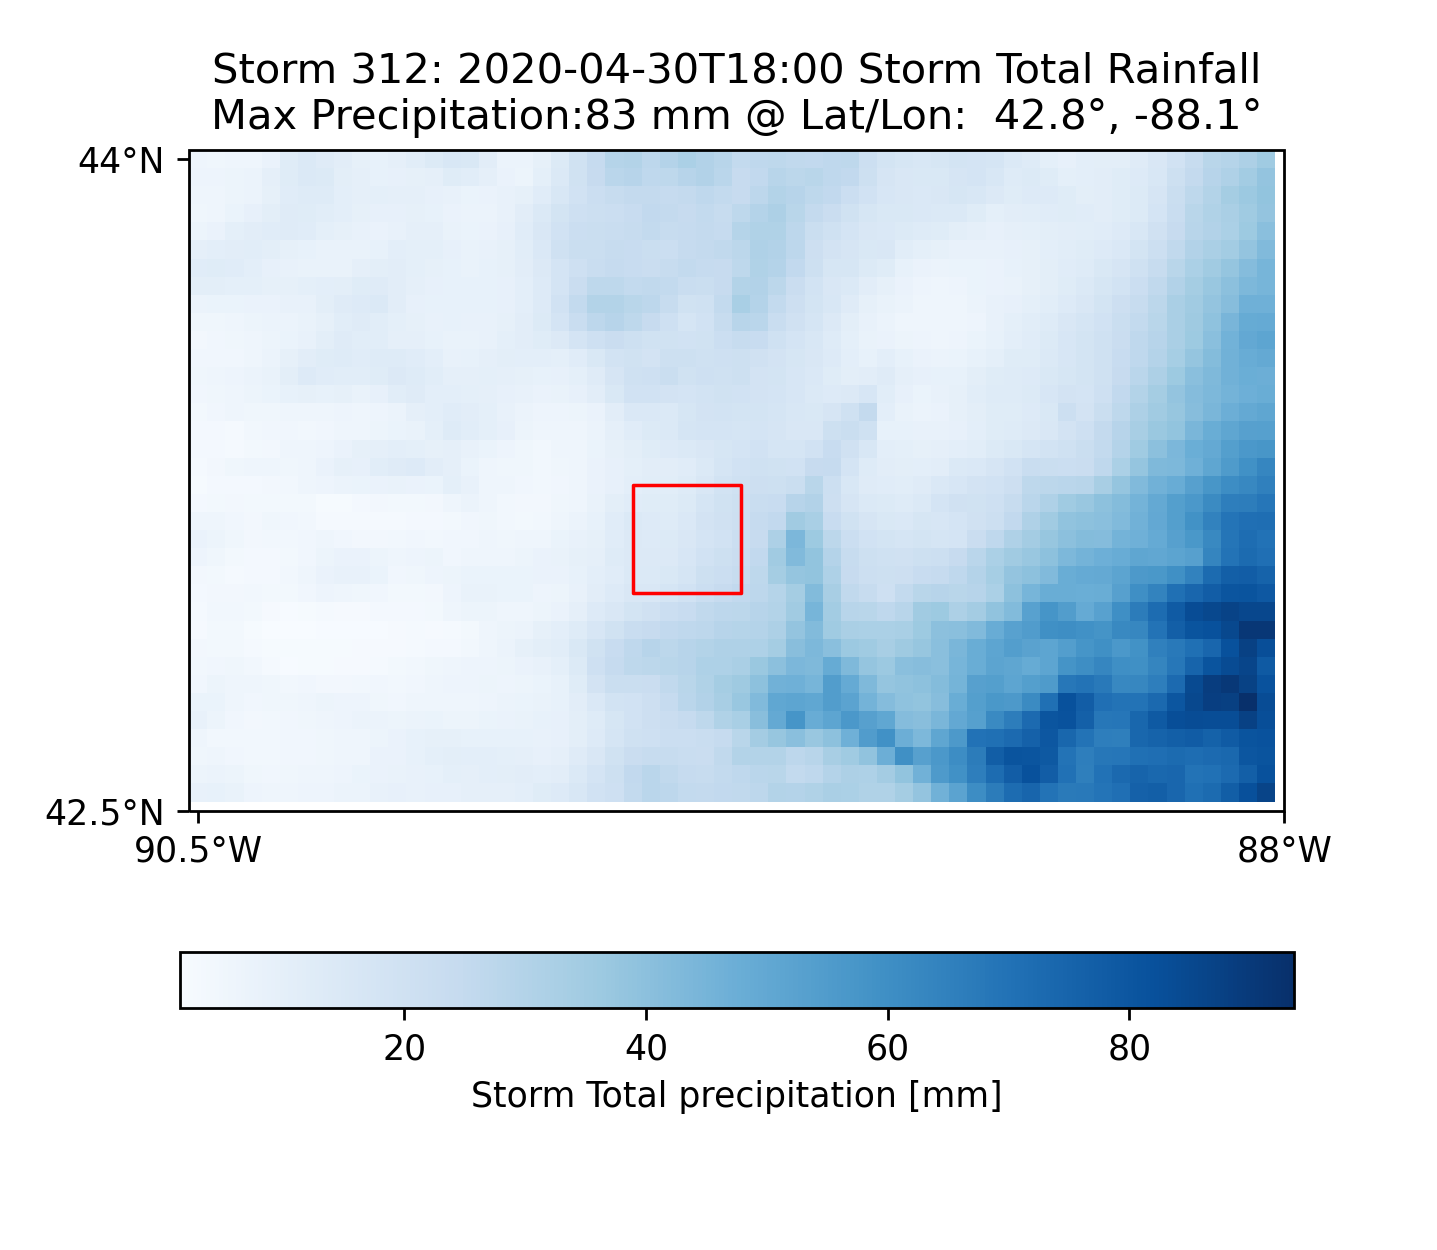 Storm 312: 2020-04-30T18:00 Storm Total Rainfall
Max Precipitation:83 mm @ Lat/Lon:  42.8°, -88.1°
44°N
42.5°N
90.5°W 88°W
20 40 60 80
Storm Total precipitation [mm]